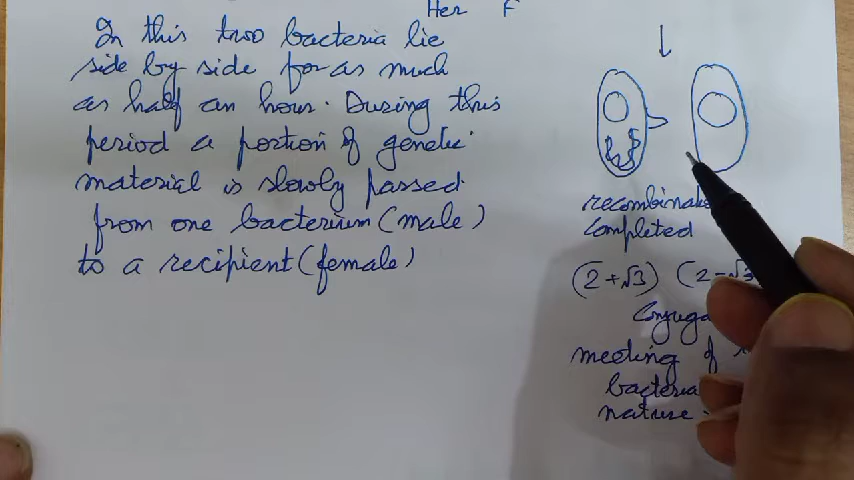 Her F
In this two bacteria lie
side by side for as much
as half an hour. During this
period a portion of genetic
material is slowly passed
from one bacterium (male)
to a recipient (female)
completed
(2+√3) (2-√3
meeting of
bacteria
nature.